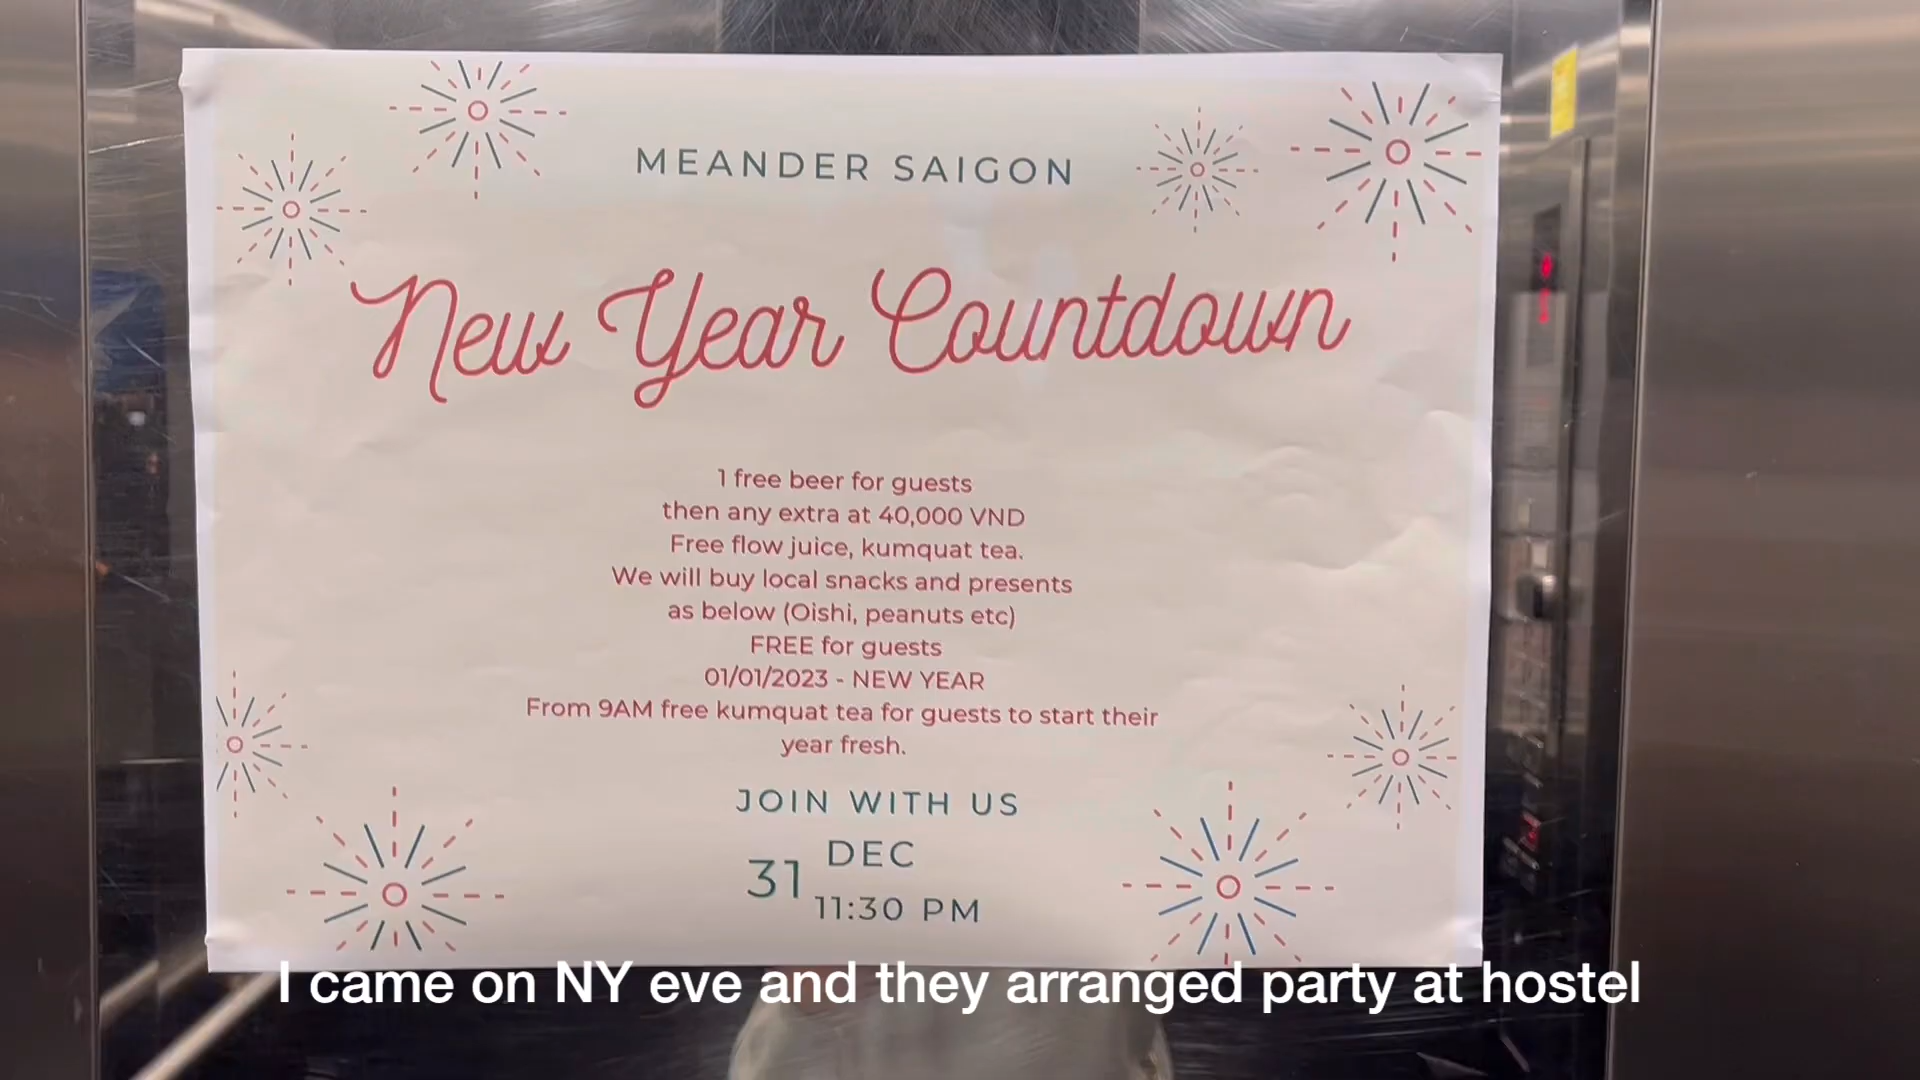 MEANDER SAIGON
New Year Countdown
1 free beer for guests
then any extra at 40,000 VND
Free flow juice, kumquat tea.
We will buy local snacks and presents
as below (Oishi, peanuts etc)
FREE for guests
01/01/2023 - NEW YEAR
From 9AM free kumquat tea for guests to start their
year fresh.
JOIN WITH US
31 DEC
11:30 PM
I came on NY eve and they arranged party at hostel